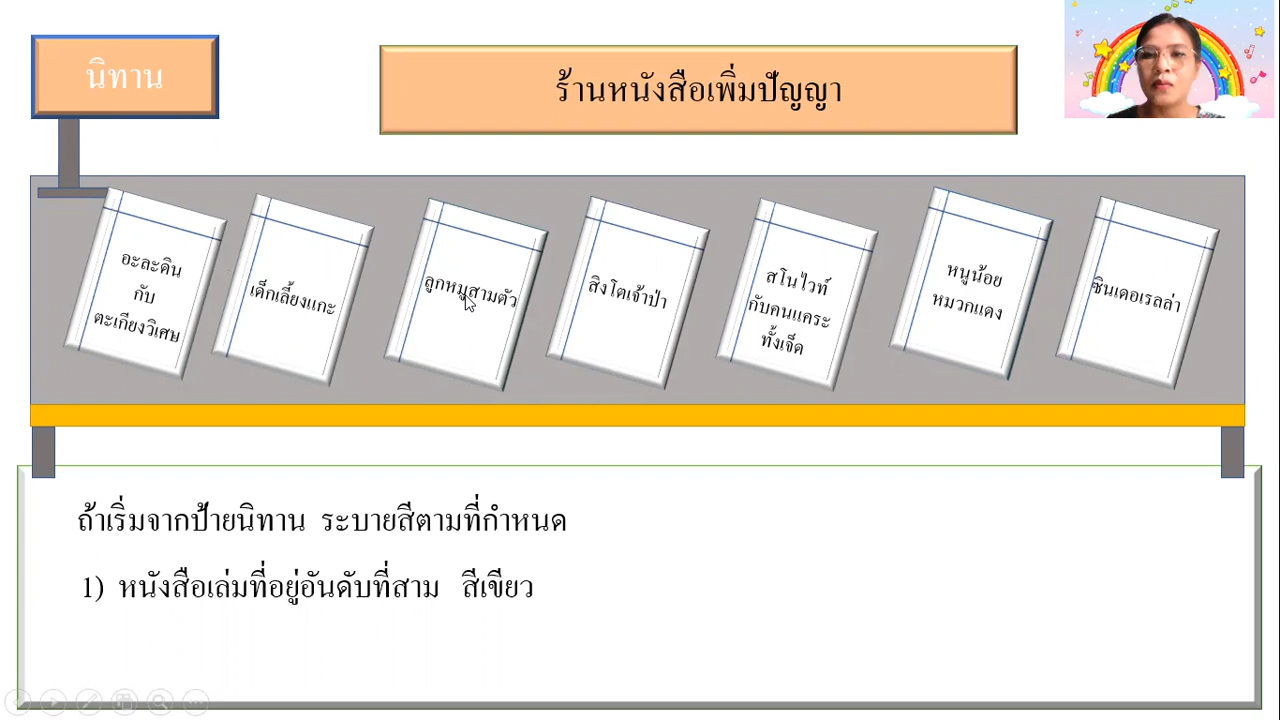 นิทาน
ร้านหนังสือเพิ่มปัญญา
อะละดิน
กับ
ตะเกียงวิเศษ
เด็กเลี้ยงแกะ
ลูกหมูสามตัว
สิงโตเจ้าป่า
สโนไวท์
กับคนแคระ
ทั้งเจ็ด
หนูน้อย
หมวกแดง
ซินเดอเรลล่า
ถ้าเริ่มจากป้ายนิทาน ระบายสีตามที่กำหนด
1) หนังสือเล่มที่อยู่อันดับที่สาม สีเขียว